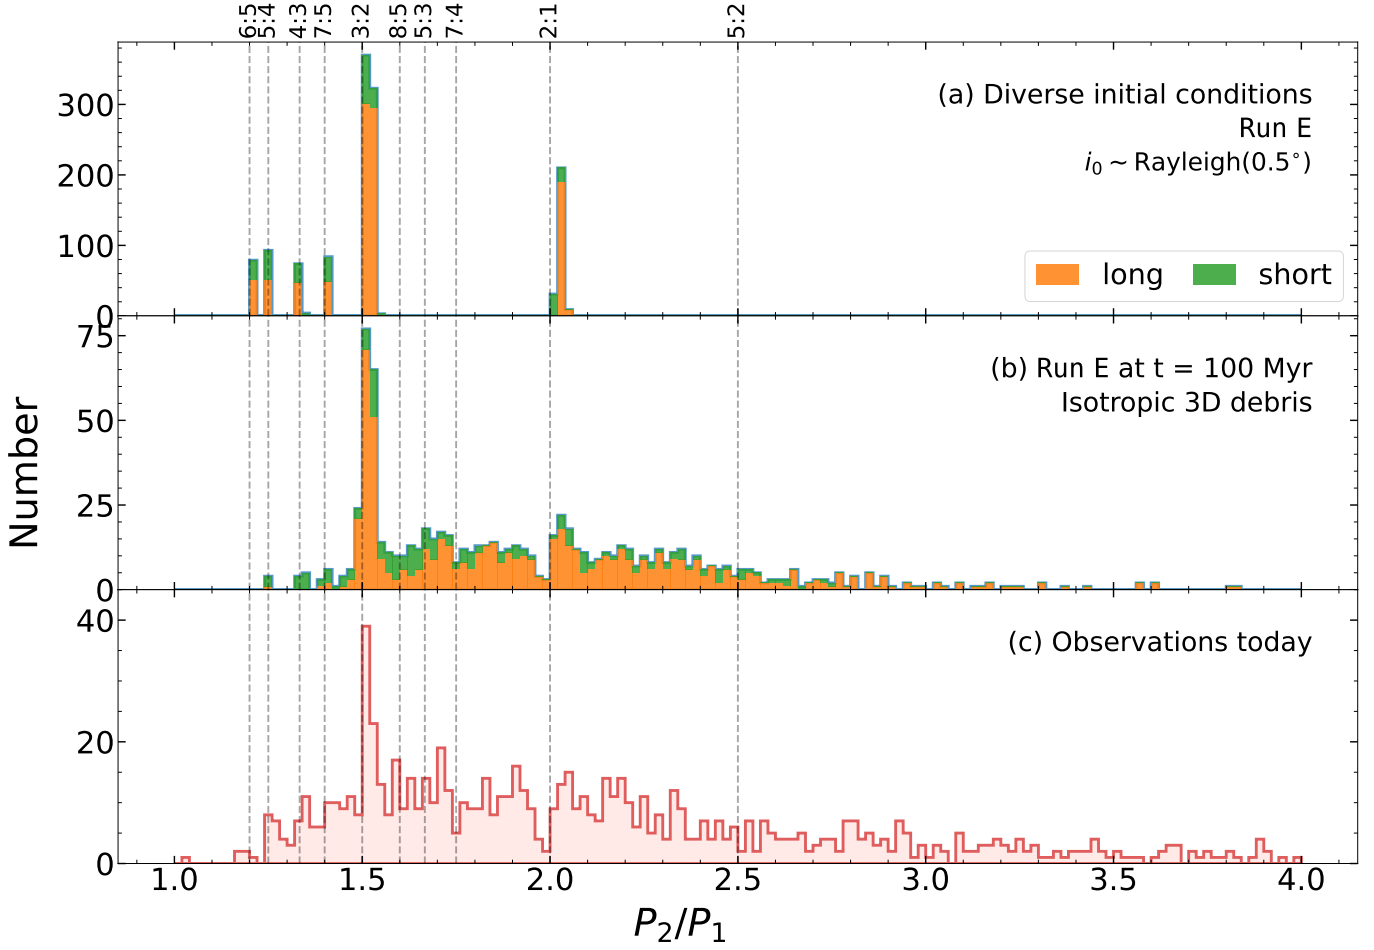 6:5 5:4 4:3 7:5 3:2 8:5 5:3 7:4 2:1 5:2
(a) Diverse initial conditions
Run E
i₀ ~ Rayleigh(0.5°)
long short
300
200
100
0
(b) Run E at t = 100 Myr
Isotropic 3D debris
75
50
25
0
Number
(c) Observations today
40
20
0
1.0 1.5 2.0 2.5 3.0 3.5 4.0
P₂/P₁